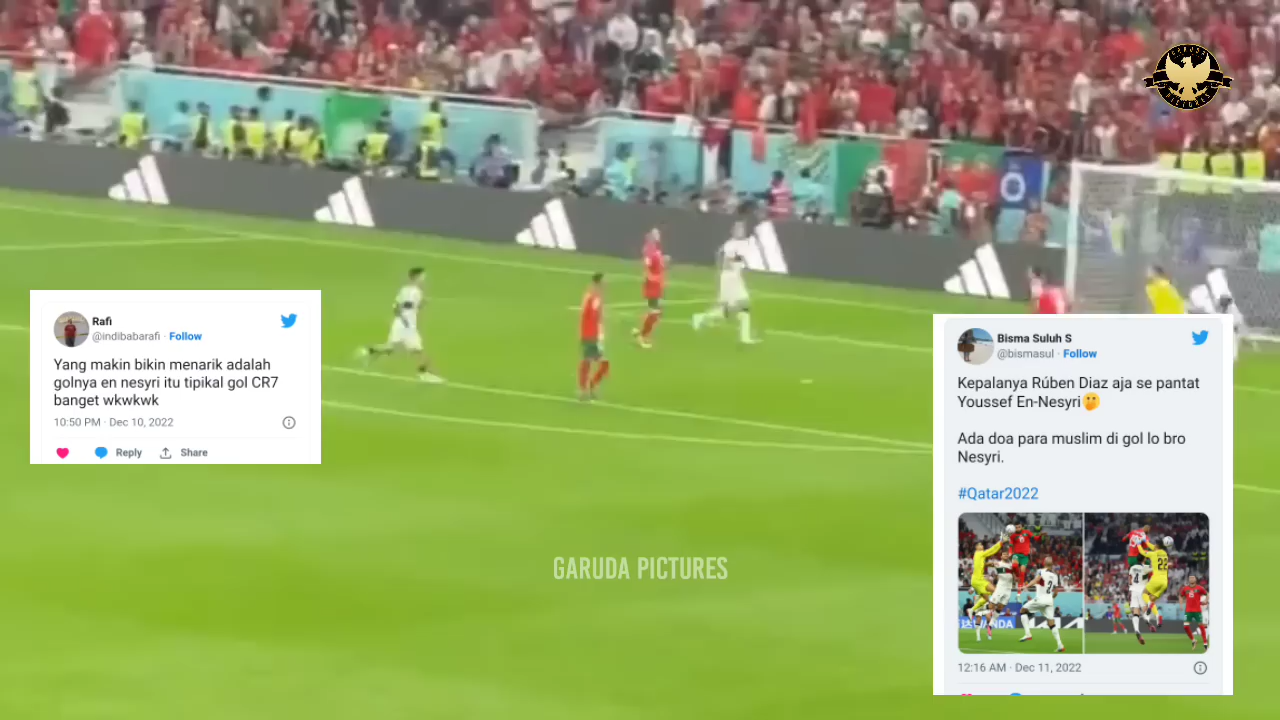 Rafi
@indibabarafi · Follow
Yang makin bikin menarik adalah
golnya en nesyri itu tipikal gol CR7
banget wkwkwk
10:50 PM · Dec 10, 2022
Reply
Share
Bisma Suluh S
@bismasul · Follow
Kepalanya Rúben Diaz aja se pantat
Youssef En-Nesyri🫢
Ada doa para muslim di gol lo bro
Nesyri.
#Qatar2022
22
12:16 AM · Dec 11, 2022
GARUDA PICTURES